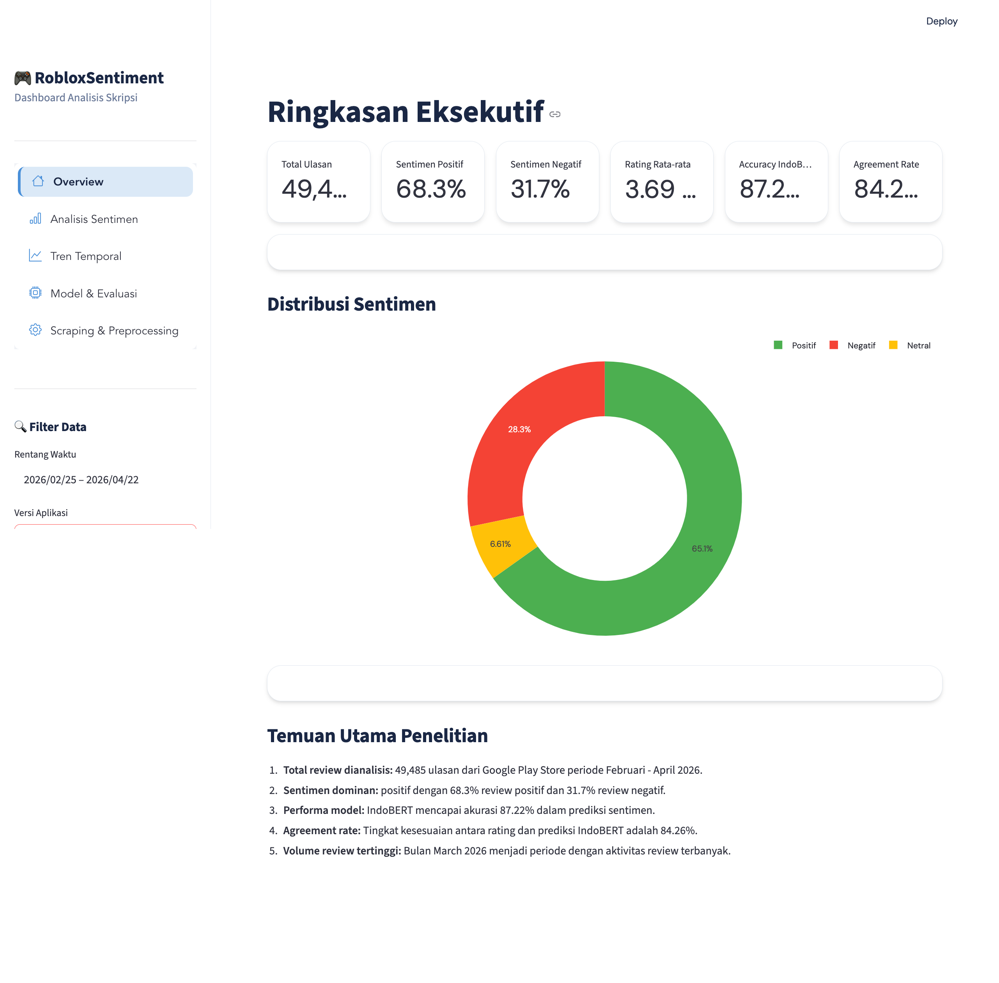 Deploy
🎮 RobloxSentiment
Dashboard Analisis Skripsi
Overview
Analisis Sentimen
Tren Temporal
Model & Evaluasi
Scraping & Preprocessing
🔍 Filter Data
Rentang Waktu
2026/02/25 – 2026/04/22
Versi Aplikasi
Ringkasan Eksekutif
Total Ulasan
49,4...
Sentimen Positif
68.3%
Sentimen Negatif
31.7%
Rating Rata-rata
3.69 ...
Accuracy IndoB...
87.2...
Agreement Rate
84.2...
Distribusi Sentimen
Positif Negatif Netral
28.3%
6.61%
65.1%
Temuan Utama Penelitian
1. Total review dianalisis: 49,485 ulasan dari Google Play Store periode Februari - April 2026.
2. Sentimen dominan: positif dengan 68.3% review positif dan 31.7% review negatif.
3. Performa model: IndoBERT mencapai akurasi 87.22% dalam prediksi sentimen.
4. Agreement rate: Tingkat kesesuaian antara rating dan prediksi IndoBERT adalah 84.26%.
5. Volume review tertinggi: Bulan March 2026 menjadi periode dengan aktivitas review terbanyak.